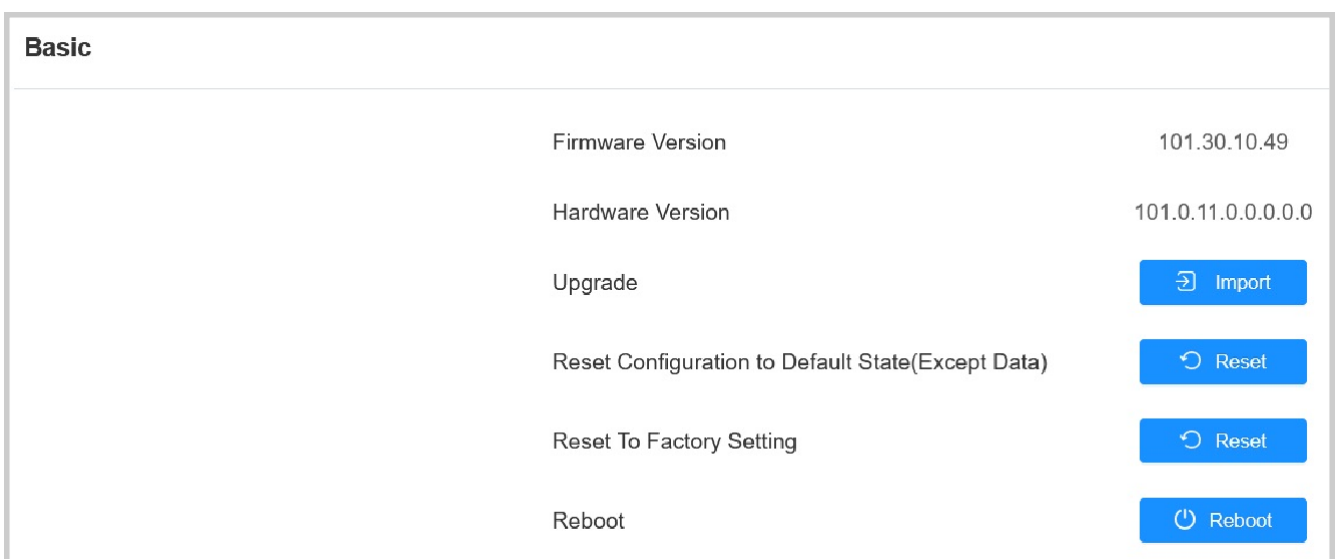 Basic
Firmware Version 101.30.10.49
Hardware Version 101.0.11.0.0.0.0.0
Upgrade Import
Reset Configuration to Default State(Except Data) Reset
Reset To Factory Setting Reset
Reboot Reboot